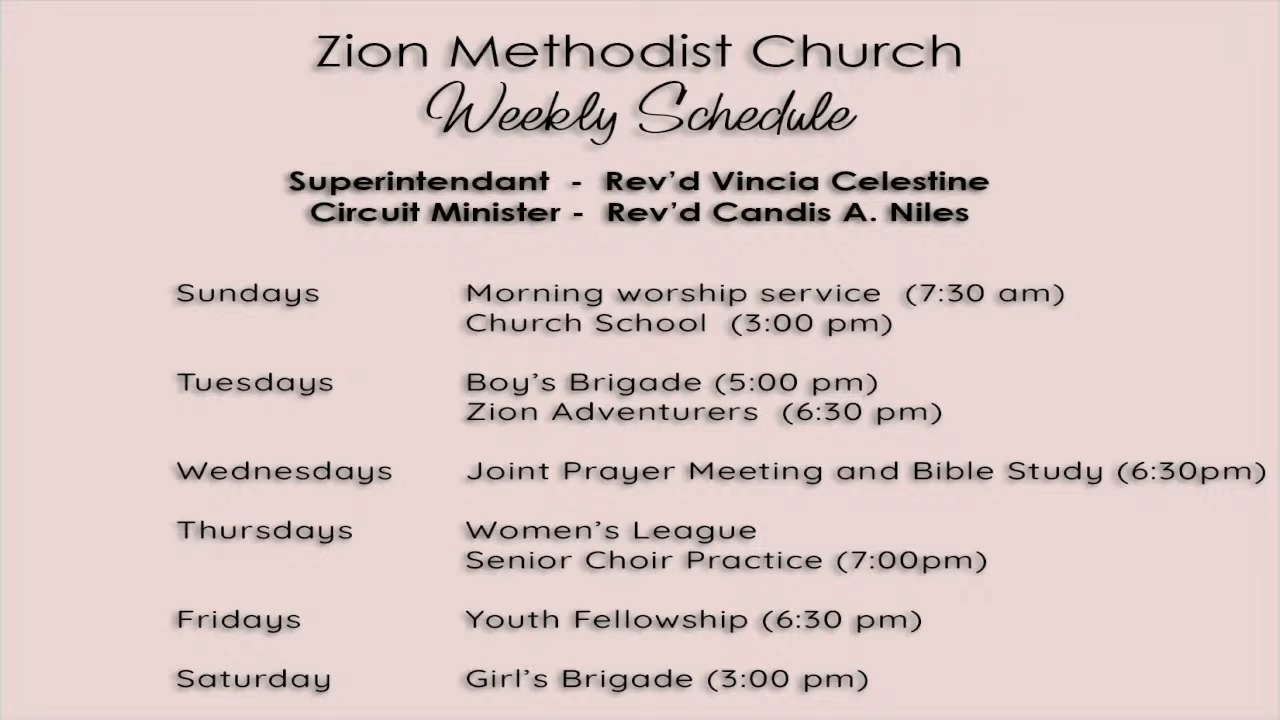 Zion Methodist Church
Weekly Schedule
Superintendant - Rev'd Vincia Celestine
Circuit Minister - Rev'd Candis A. Niles
Sundays Morning worship service (7:30 am)
Church School (3:00 pm)
Tuesdays Boy's Brigade (5:00 pm)
Zion Adventurers (6:30 pm)
Wednesdays Joint Prayer Meeting and Bible Study (6:30pm)
Thursdays Women's League
Senior Choir Practice (7:00pm)
Fridays Youth Fellowship (6:30 pm)
Saturday Girl's Brigade (3:00 pm)